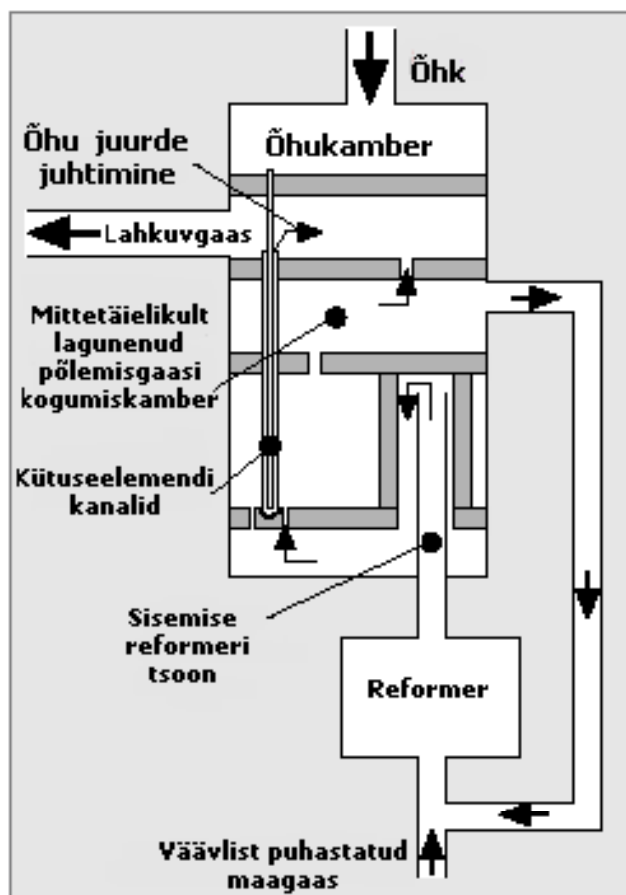 Õhk
Õhukamber
Õhu juurde
juhtimine
Lahkuvgaas
Mittetäielikult
lagunenud
põlemisgaasi
kogumiskamber
Kütuseelemendi
kanalid
Sisemise
reformeri
tsoon
Reformer
Väävlist puhastatud
maagaas